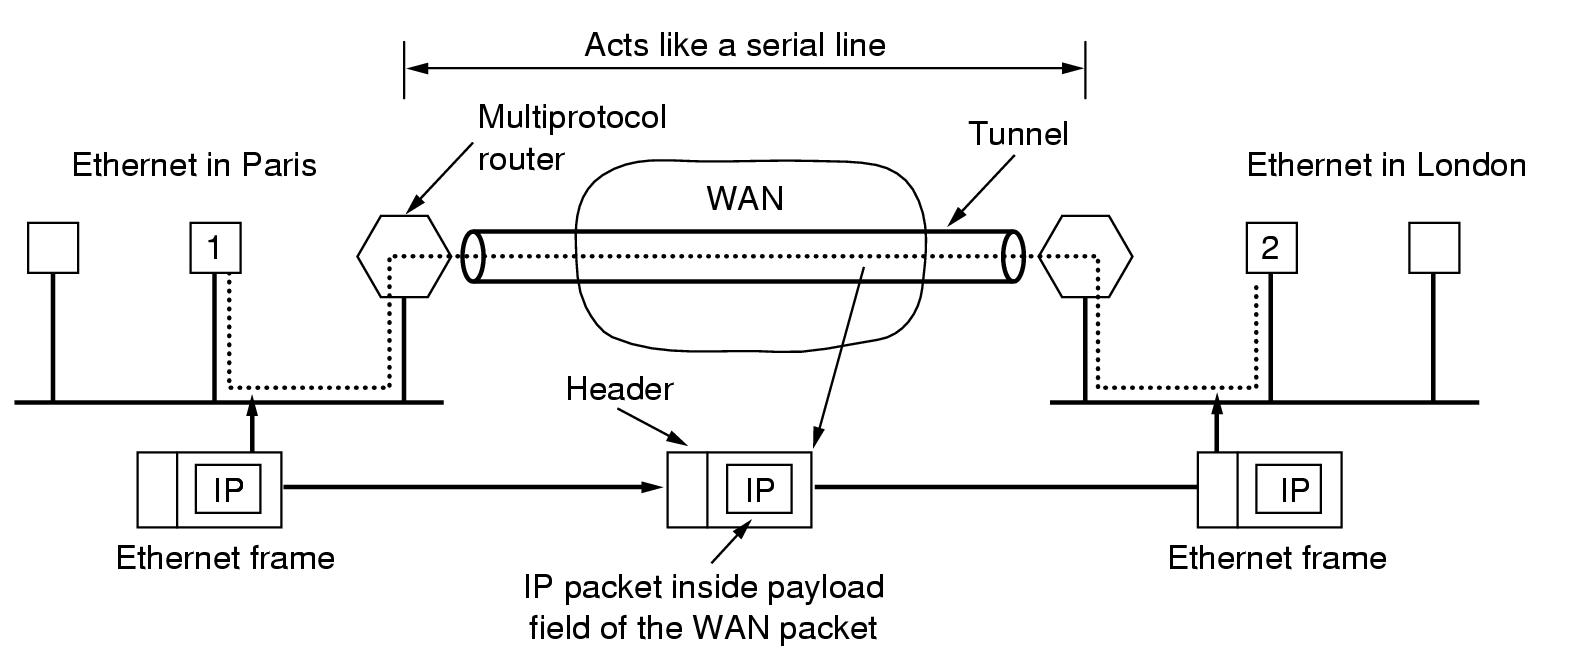 Acts like a serial line
Multiprotocol
router
Tunnel
Ethernet in Paris
Ethernet in London
WAN
1
2
Header
IP
IP
IP
Ethernet frame
Ethernet frame
IP packet inside payload
field of the WAN packet